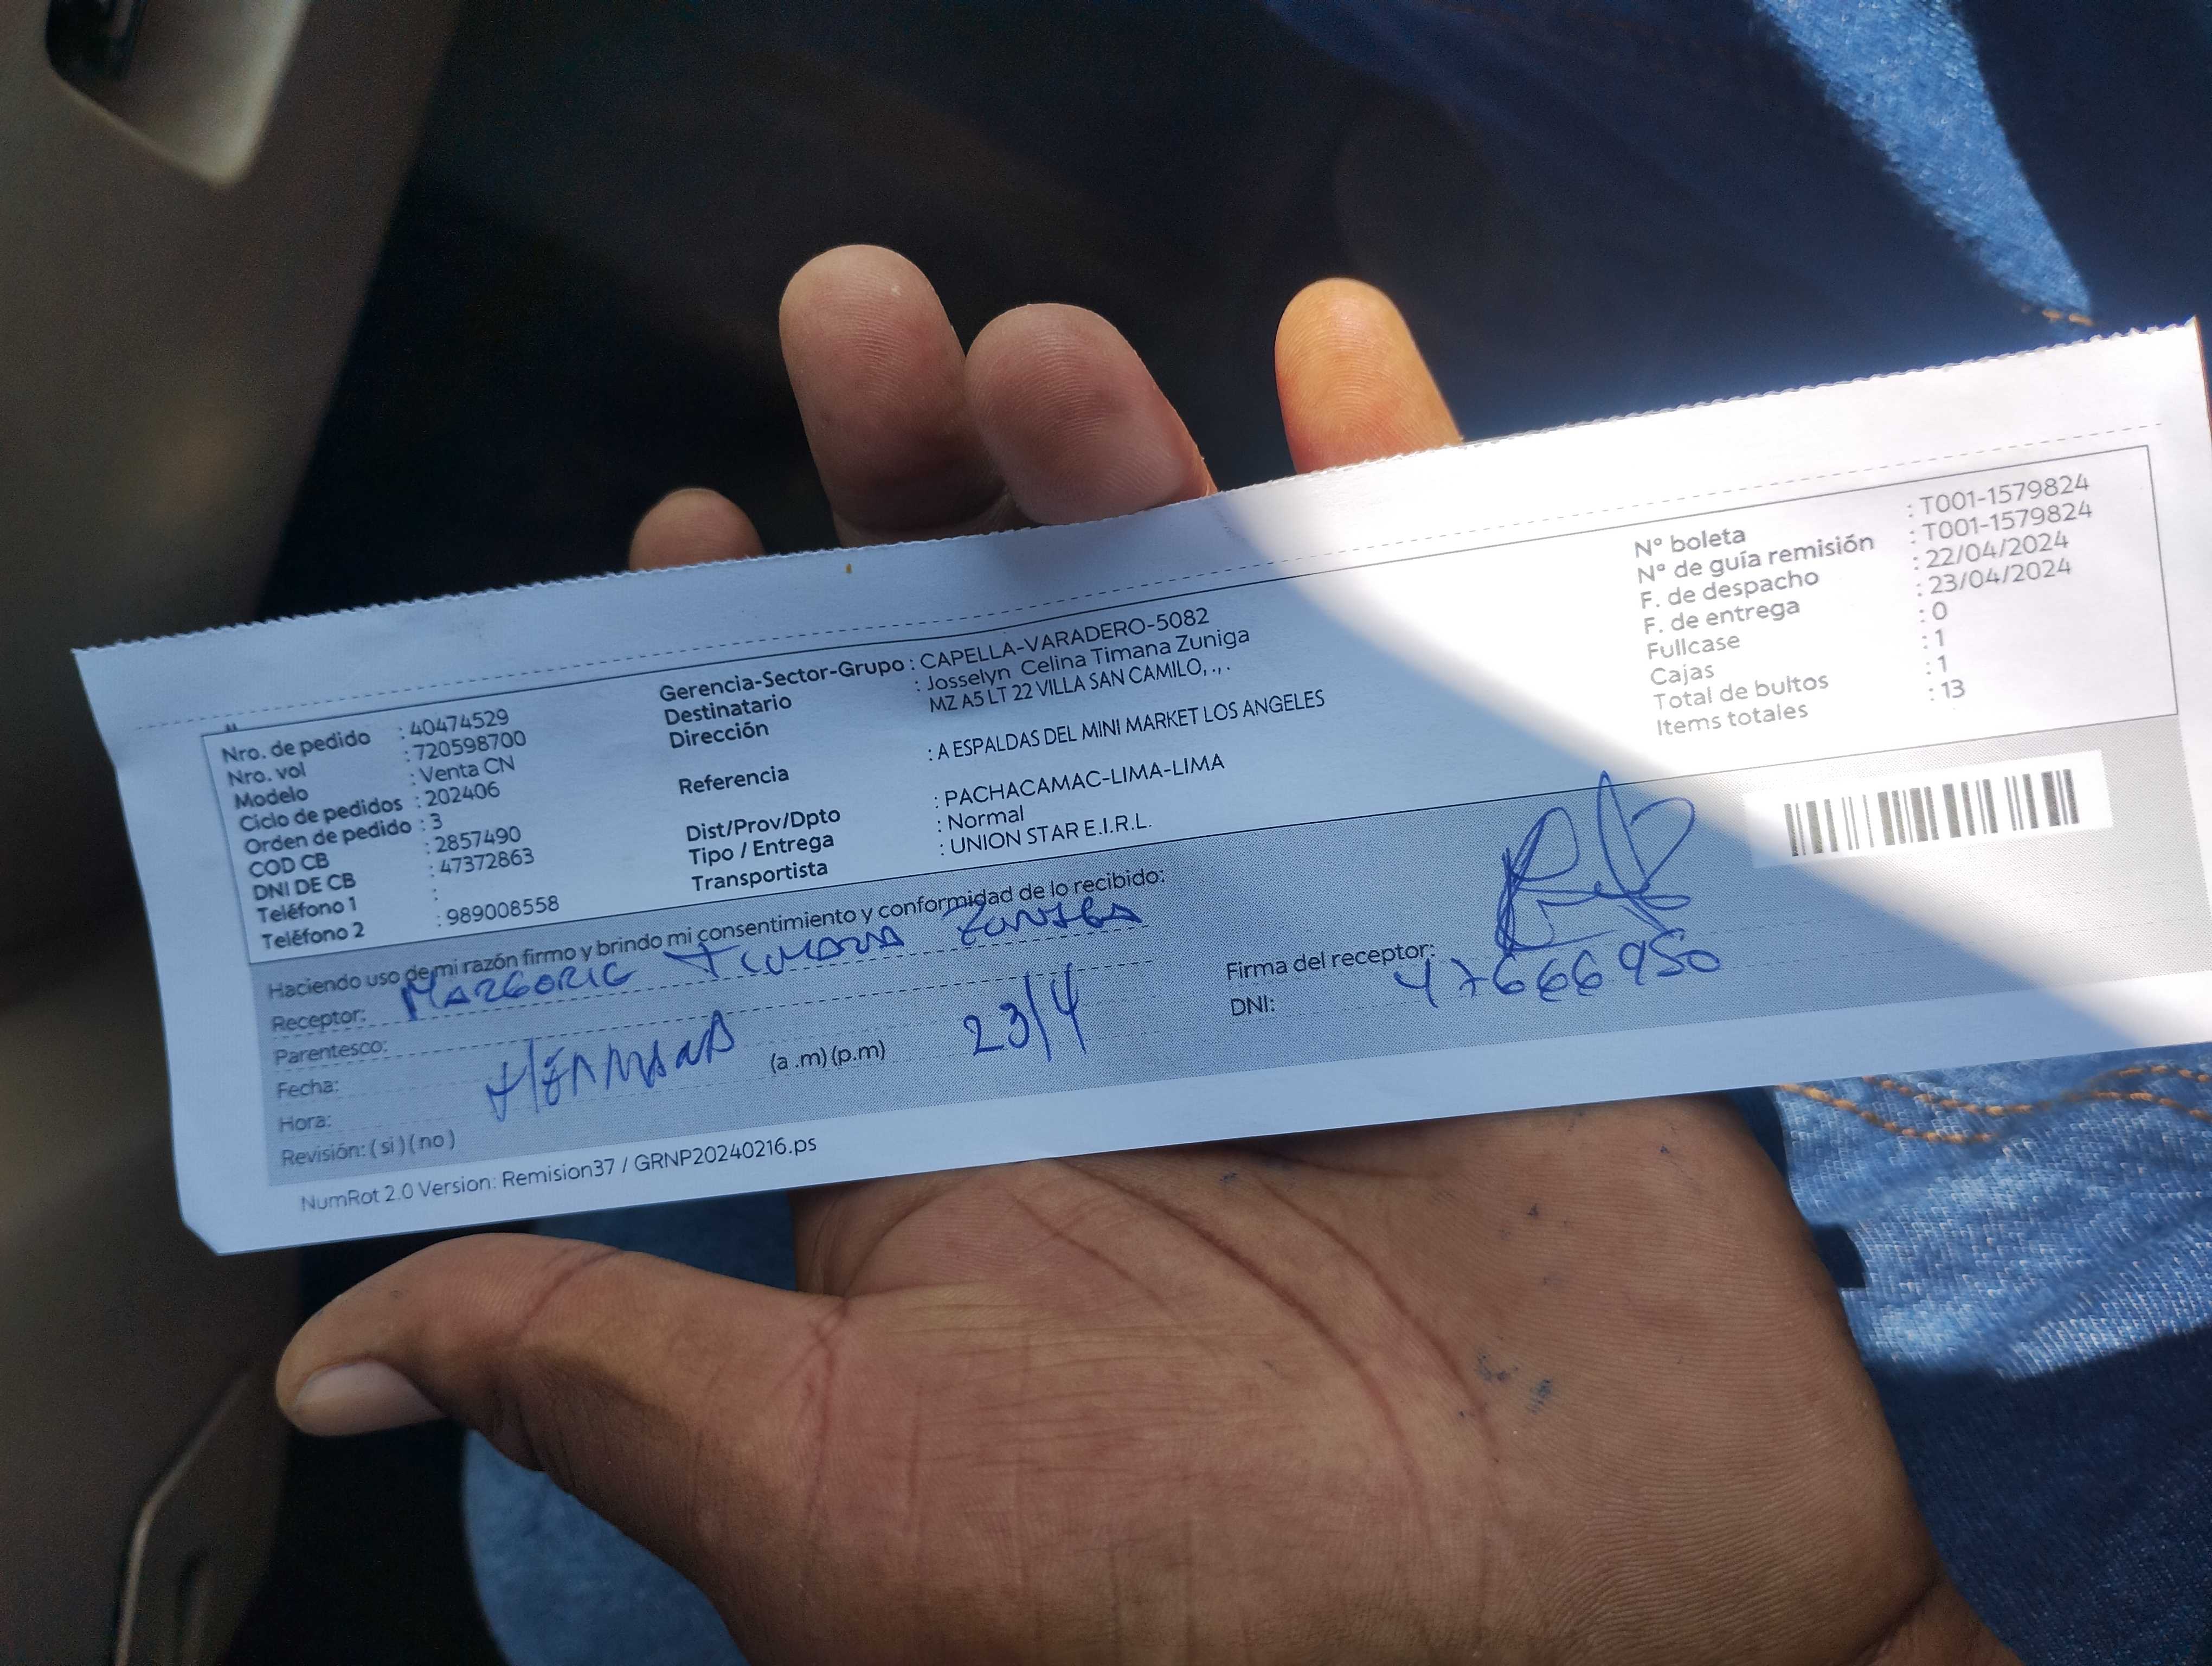 Nro. de pedido : 40474529
Nro. vol : 720598700
Modelo : Venta CN
Ciclo de pedidos : 202406
Orden de pedido : 3
COD CB : 2857490
DNI DE CB : 47372863
Teléfono 1 :
Teléfono 2 : 989008558
Gerencia-Sector-Grupo : CAPELLA-VARADERO-5082
Destinatario : Josselyn Celina Timana Zuniga
Dirección MZ A5 LT 22 VILLA SAN CAMILO, ., .
Referencia : A ESPALDAS DEL MINI MARKET LOS ANGELES
Dist/Prov/Dpto : PACHACAMAC-LIMA-LIMA
Tipo / Entrega : Normal
Transportista : UNION STAR E.I.R.L.
N° boleta : T001-1579824
N° de guía remisión : T001-1579824
F. de despacho : 22/04/2024
F. de entrega : 23/04/2024
Fullcase : 0
Cajas : 1
Total de bultos : 1
Items totales : 13
Haciendo uso de mi razón firmo y brindo mi consentimiento y conformidad de lo recibido:
Receptor: Timana Zuniga
Parentesco:
Fecha: Hermana (a .m) (p.m) 23/4
Hora:
Revisión: ( si ) ( no )
Firma del receptor:
DNI: 47666950
NumRot 2.0 Version: Remision37 / GRNP20240216.ps